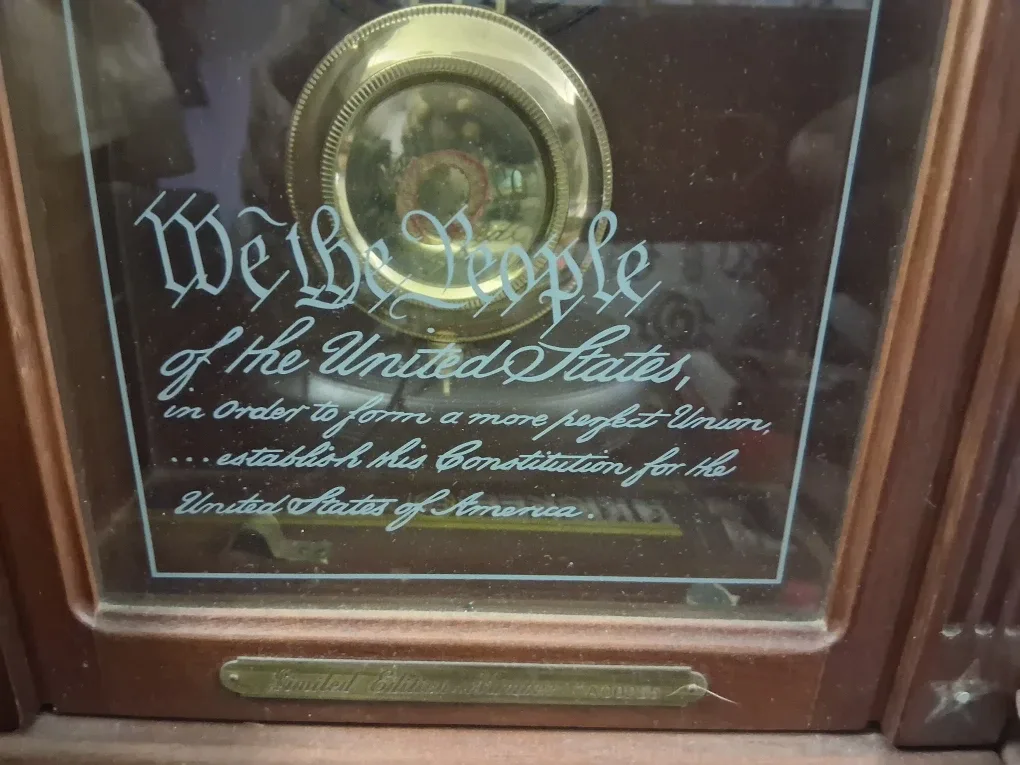 We the People
of the United States,
in Order to form a more perfect Union,
...establish this Constitution for the
United States of America.
Limited Edition Number